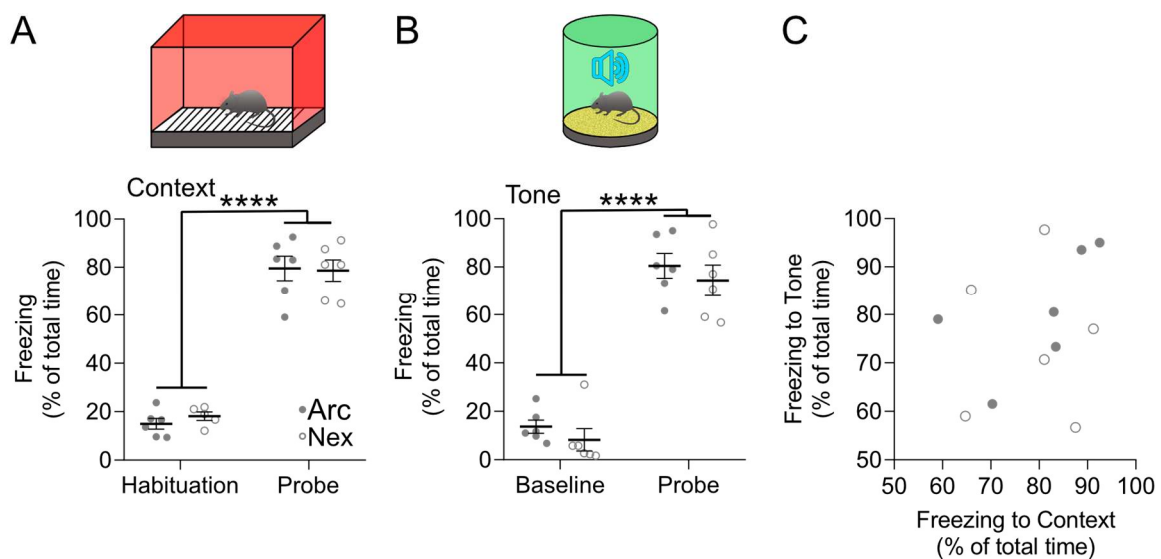 A
B
C
Context
****
Freezing
(% of total time)
100
80
60
40
20
0
Arc
Nex
Habituation
Probe
Tone
****
Freezing
(% of total time)
100
80
60
40
20
0
Baseline
Probe
Freezing to Tone
(% of total time)
100
90
80
70
60
50
50 60 70 80 90 100
Freezing to Context
(% of total time)